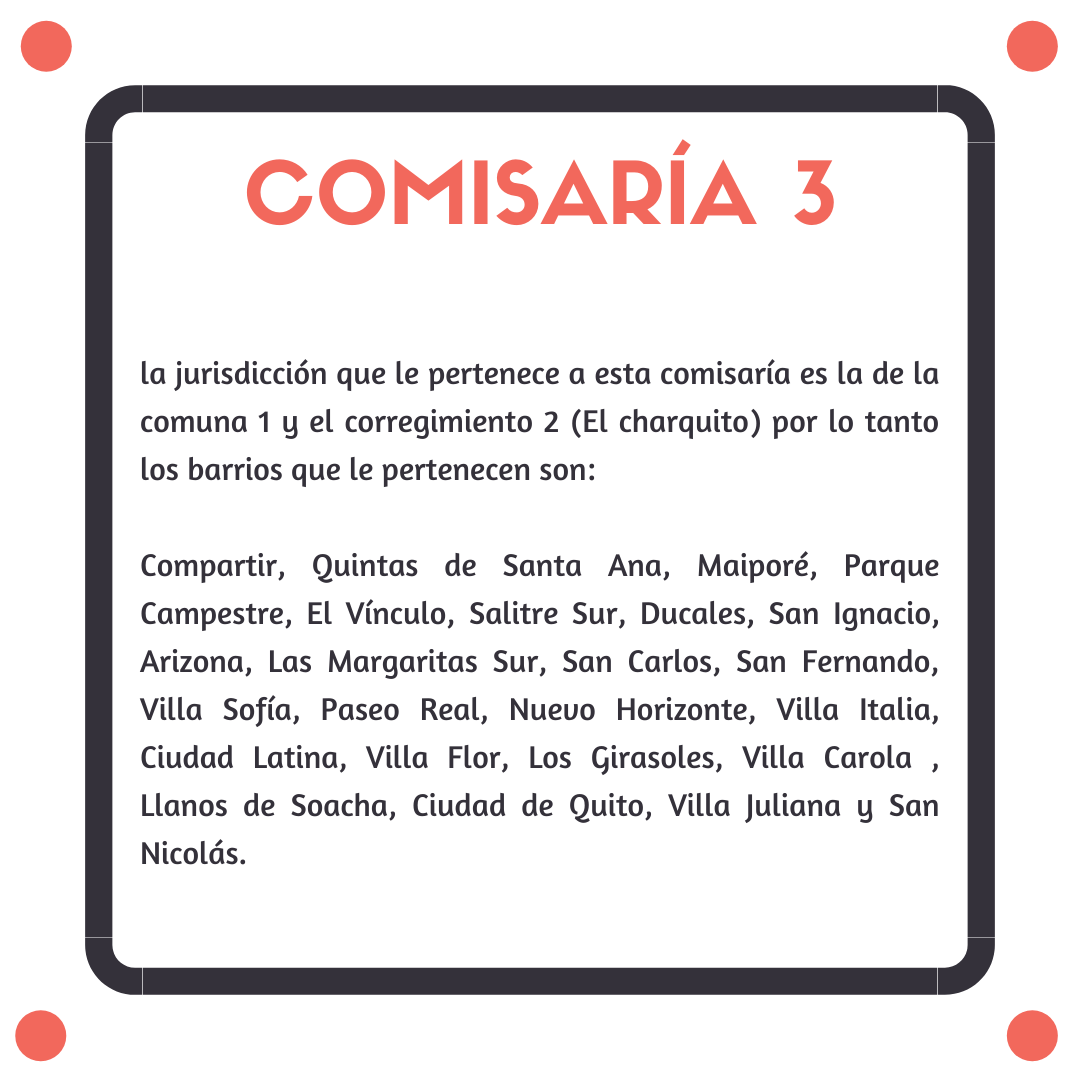 COMISARÍA 3
la jurisdicción que le pertenece a esta comisaría es la de la
comuna 1 y el corregimiento 2 (El charquito) por lo tanto
los barrios que le pertenecen son:
Compartir, Quintas de Santa Ana, Maiporé, Parque
Campestre, El Vínculo, Salitre Sur, Ducales, San Ignacio,
Arizona, Las Margaritas Sur, San Carlos, San Fernando,
Villa Sofía, Paseo Real, Nuevo Horizonte, Villa Italia,
Ciudad Latina, Villa Flor, Los Girasoles, Villa Carola ,
Llanos de Soacha, Ciudad de Quito, Villa Juliana y San
Nicolás.